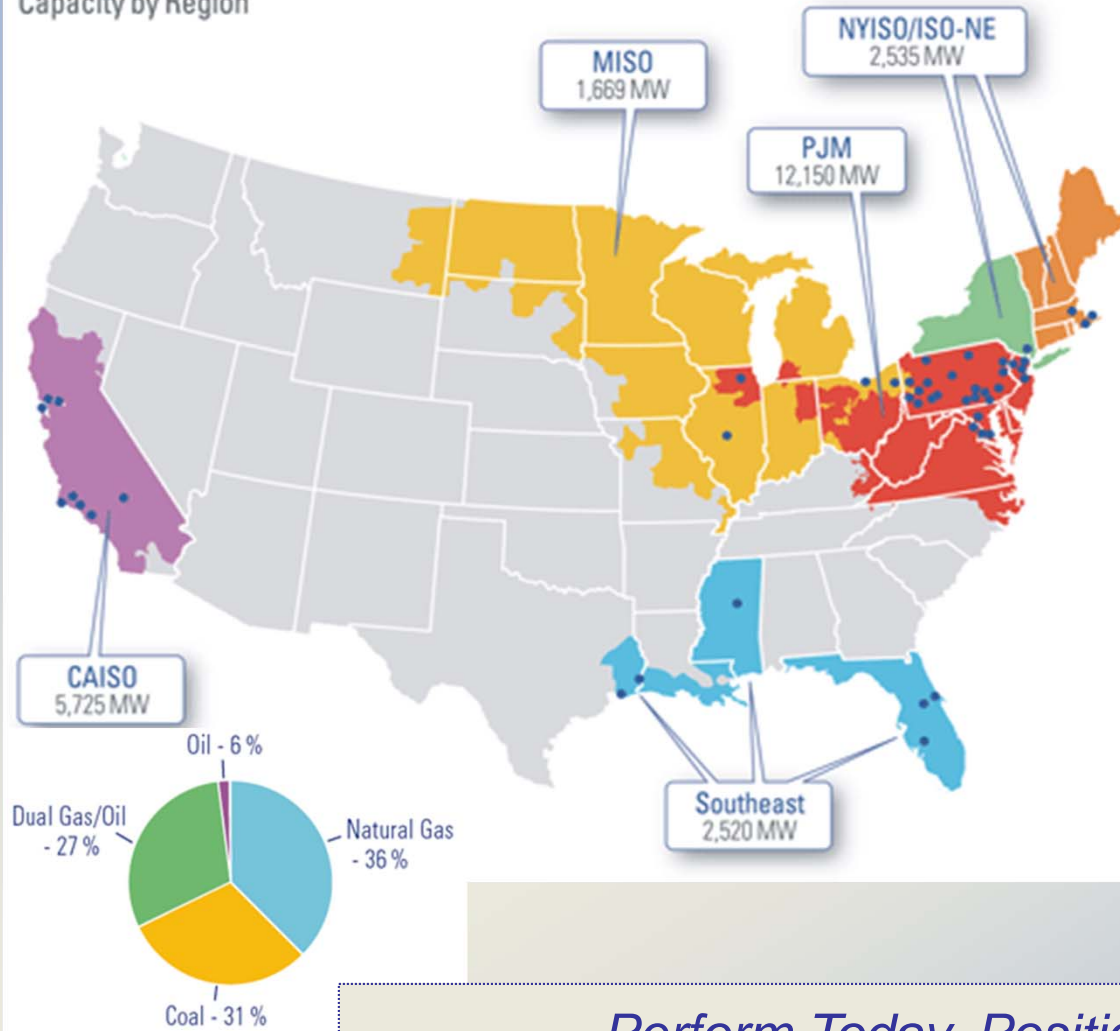 Capacity by Region
NYISO/ISO-NE
2,535 MW
MISO
1,669 MW
PJM
12,150 MW
CAISO
5,725 MW
Southeast
2,520 MW
Oil - 6 %
Dual Gas/Oil
- 27 %
Natural Gas
- 36 %
Coal - 31 %
Perform Today,